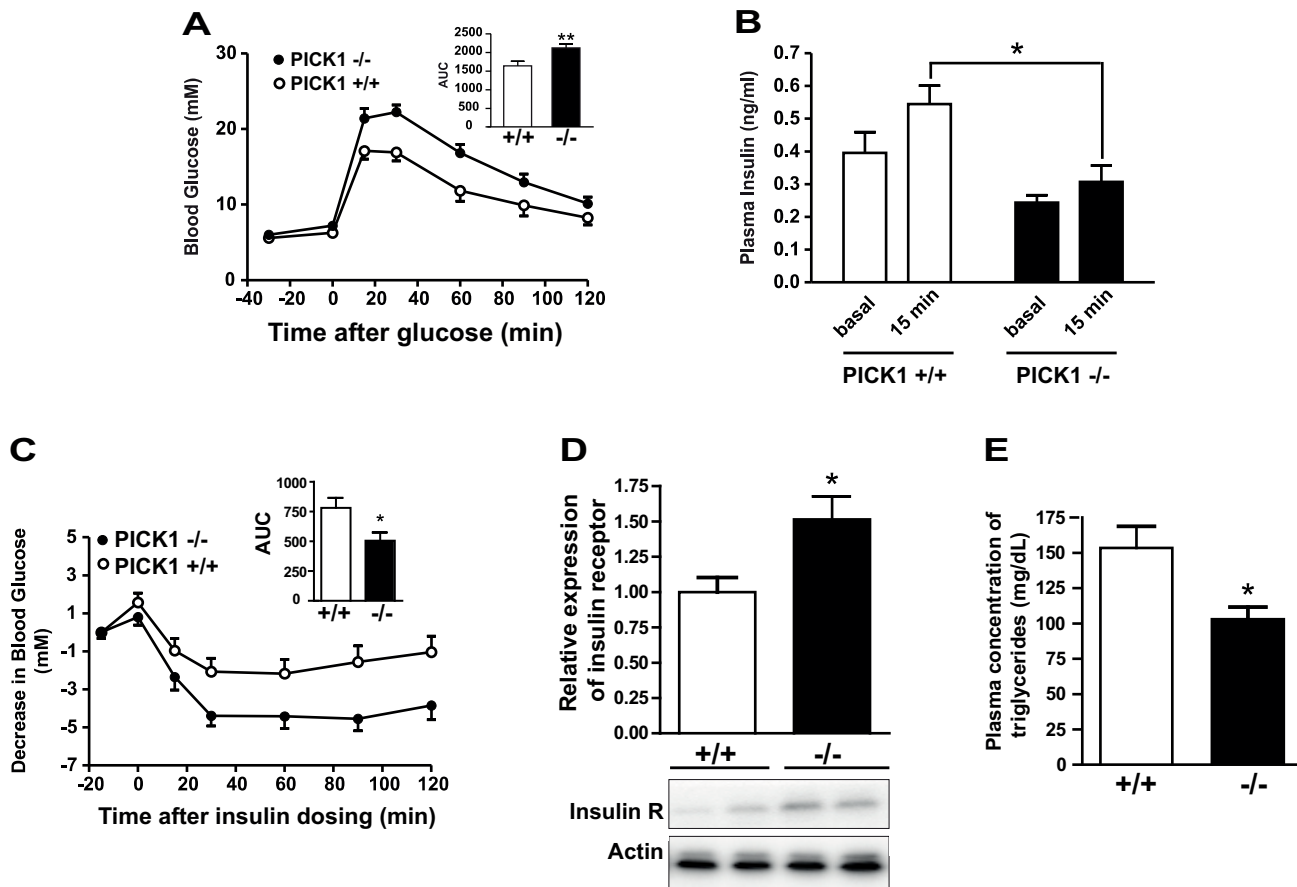 A
PICK1 -/-
PICK1 +/+
Blood Glucose (mM)
30
20
10
0
-40 -20 0 20 40 60 80 100 120
Time after glucose (min)
AUC
2500
2000
1500
1000
500
0
**
+/+ -/-
B
Plasma Insulin (ng/ml)
0.7
0.6
0.5
0.4
0.3
0.2
0.1
0.0
*
basal 15 min basal 15 min
PICK1 +/+ PICK1 -/-
C
PICK1 -/-
PICK1 +/+
Decrease in Blood Glucose
(mM)
5
3
1
-1
-3
-5
-7
-20 0 20 40 60 80 100 120
Time after insulin dosing (min)
AUC
1000
750
500
250
0
*
+/+ -/-
D
Relative expression
of insulin receptor
1.75
1.50
1.25
1.00
0.75
0.50
0.25
0.00
*
+/+ -/-
Insulin R
Actin
E
Plasma concentration of
triglycerides (mg/dL)
175
150
125
100
75
50
25
0
*
+/+ -/-